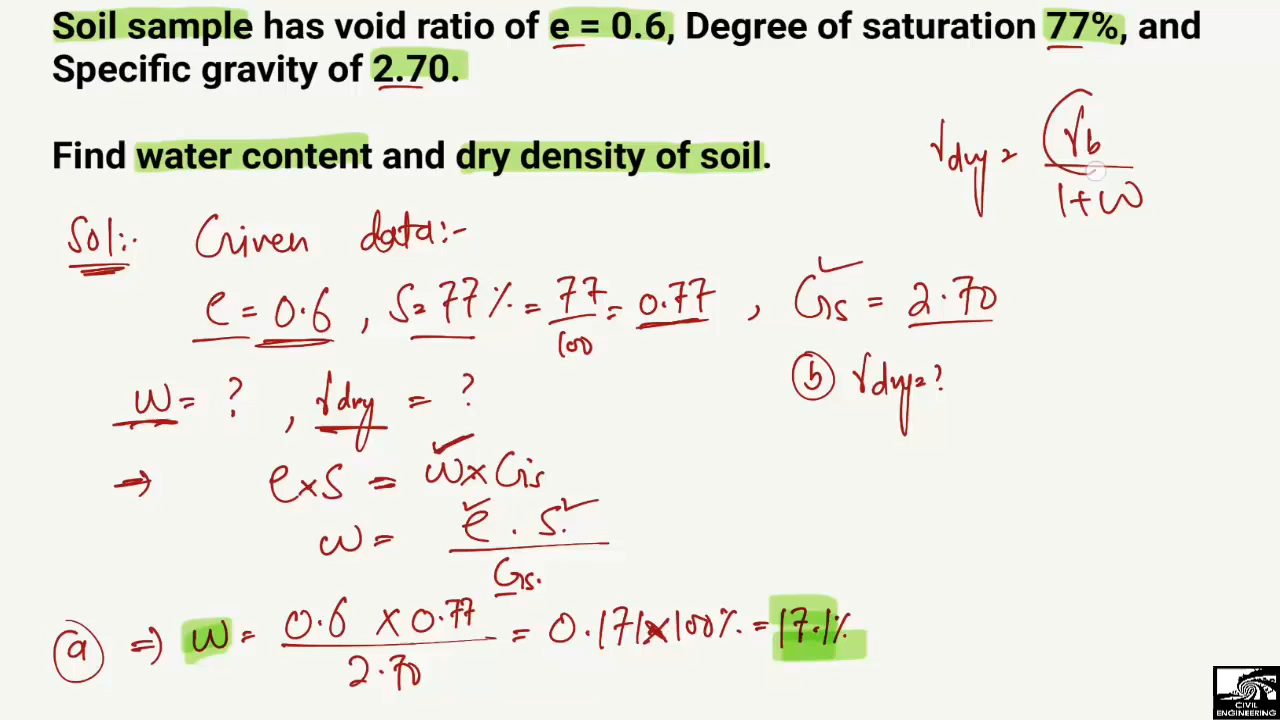 Soil sample has void ratio of e = 0.6, Degree of saturation 77%, and
Specific gravity of 2.70.
Find water content and dry density of soil.
γdry = γb / 1+w
Sol:- Given data:-
e = 0.6 , S = 77% = 77/100 = 0.77 , Gs = 2.70
w = ? , γdry = ?
(b) γdry = ?
→ e×S = w×Gs
w = e . S. / Gs.
(a) ⇒ w = 0.6 × 0.77 / 2.70 = 0.171×100% = 17.1%
CIVIL
ENGINEERING